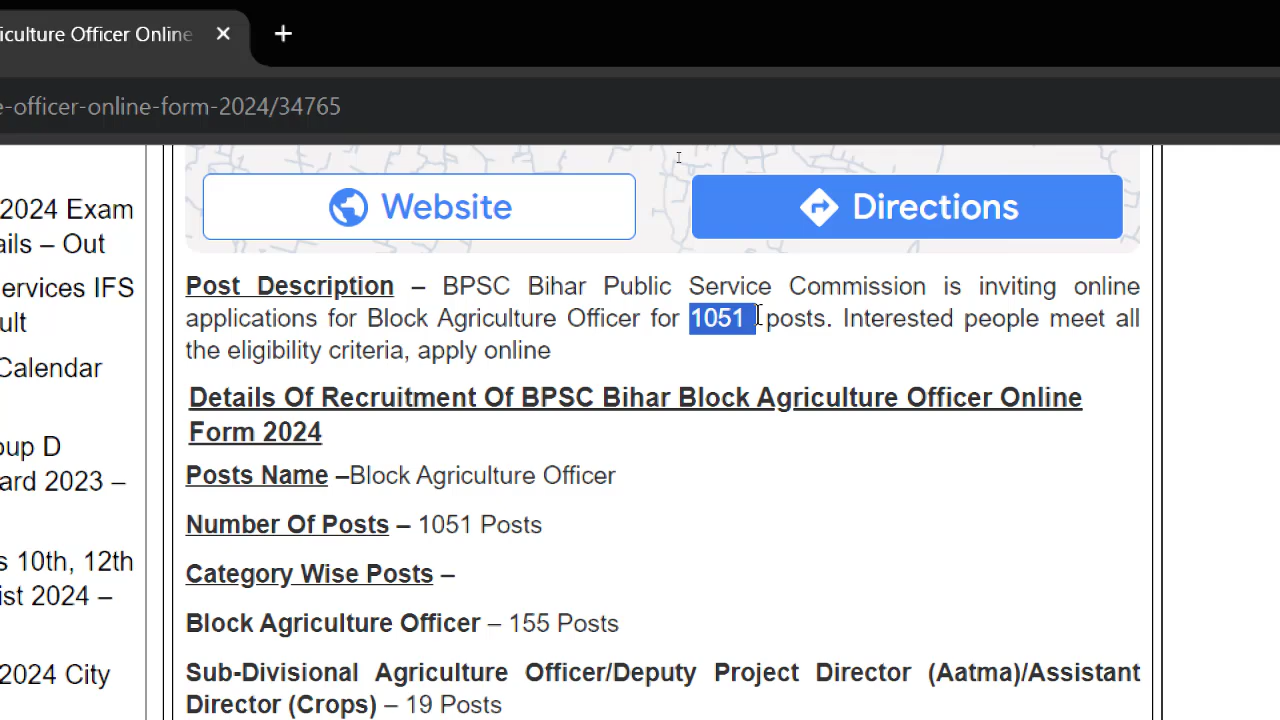 iculture Officer Online
e-officer-online-form-2024/34765
2024 Exam
ails – Out
ervices IFS
ult
Calendar
oup D
ard 2023 –
s 10th, 12th
ist 2024 –
2024 City
Website
Directions
Post Description – BPSC Bihar Public Service Commission is inviting online
applications for Block Agriculture Officer for 1051 posts. Interested people meet all
the eligibility criteria, apply online
Details Of Recruitment Of BPSC Bihar Block Agriculture Officer Online
Form 2024
Posts Name –Block Agriculture Officer
Number Of Posts – 1051 Posts
Category Wise Posts –
Block Agriculture Officer – 155 Posts
Sub-Divisional Agriculture Officer/Deputy Project Director (Aatma)/Assistant
Director (Crops) – 19 Posts